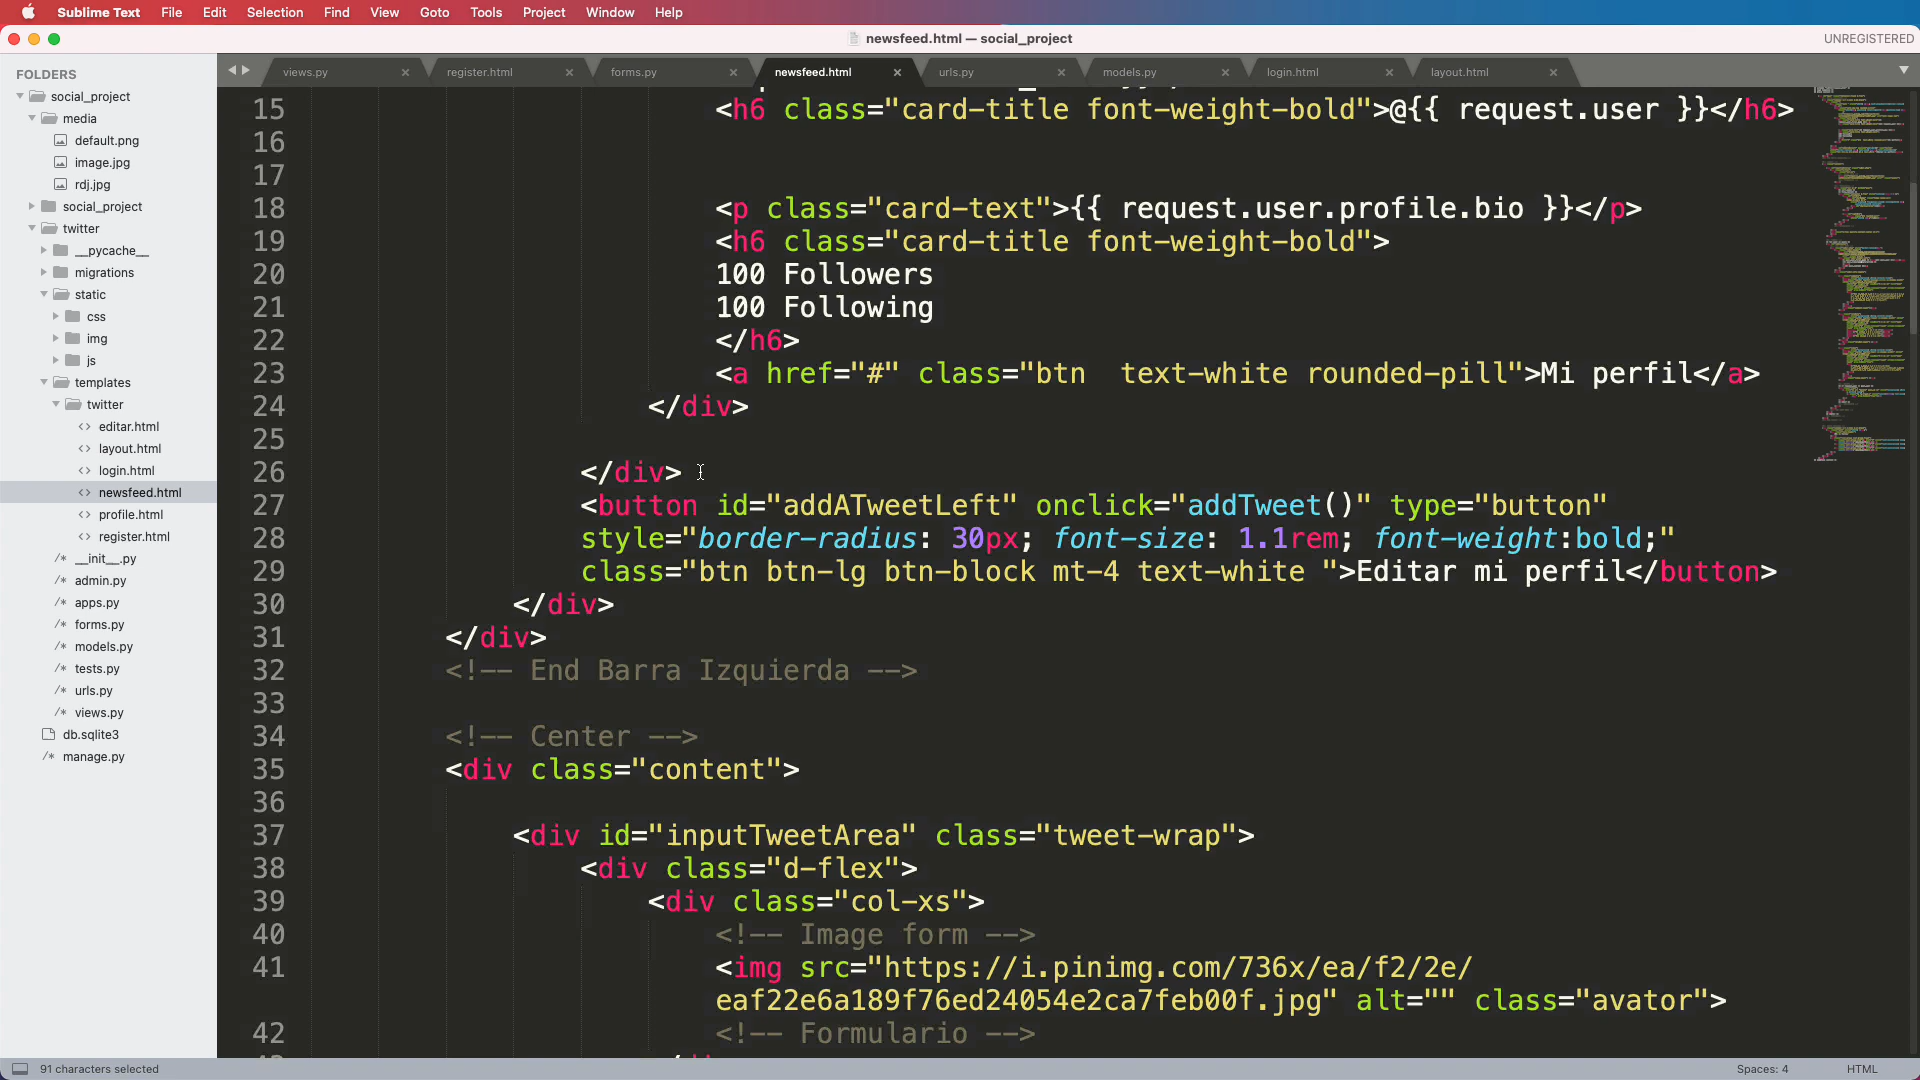 Sublime Text File Edit Selection Find View Goto Tools Project Window Help
newsfeed.html — social_project
UNREGISTERED
FOLDERS
social_project
media
default.png
image.jpg
rdj.jpg
social_project
twitter
__pycache__
migrations
static
css
img
js
templates
twitter
editar.html
layout.html
login.html
newsfeed.html
profile.html
register.html
/* __init__.py
/* admin.py
/* apps.py
/* forms.py
/* models.py
/* tests.py
/* urls.py
/* views.py
db.sqlite3
/* manage.py
views.py register.html forms.py newsfeed.html urls.py models.py login.html layout.html
15 <h6 class="card-title font-weight-bold">@{{ request.user }}</h6>
16
17
18 <p class="card-text">{{ request.user.profile.bio }}</p>
19 <h6 class="card-title font-weight-bold">
20 100 Followers
21 100 Following
22 </h6>
23 <a href="#" class="btn  text-white rounded-pill">Mi perfil</a>
24 </div>
25
26 </div>
27 <button id="addATweetLeft" onclick="addTweet()" type="button"
28 style="border-radius: 30px; font-size: 1.1rem; font-weight:bold;"
29 class="btn btn-lg btn-block mt-4 text-white ">Editar mi perfil</button>
30 </div>
31 </div>
32 <!-- End Barra Izquierda -->
33
34 <!-- Center -->
35 <div class="content">
36
37 <div id="inputTweetArea" class="tweet-wrap">
38 <div class="d-flex">
39 <div class="col-xs">
40 <!-- Image form -->
41 <img src="https://i.pinimg.com/736x/ea/f2/2e/
eaf22e6a189f76ed24054e2ca7feb00f.jpg" alt="" class="avator">
42 <!-- Formulario -->
91 characters selected
Spaces: 4
HTML